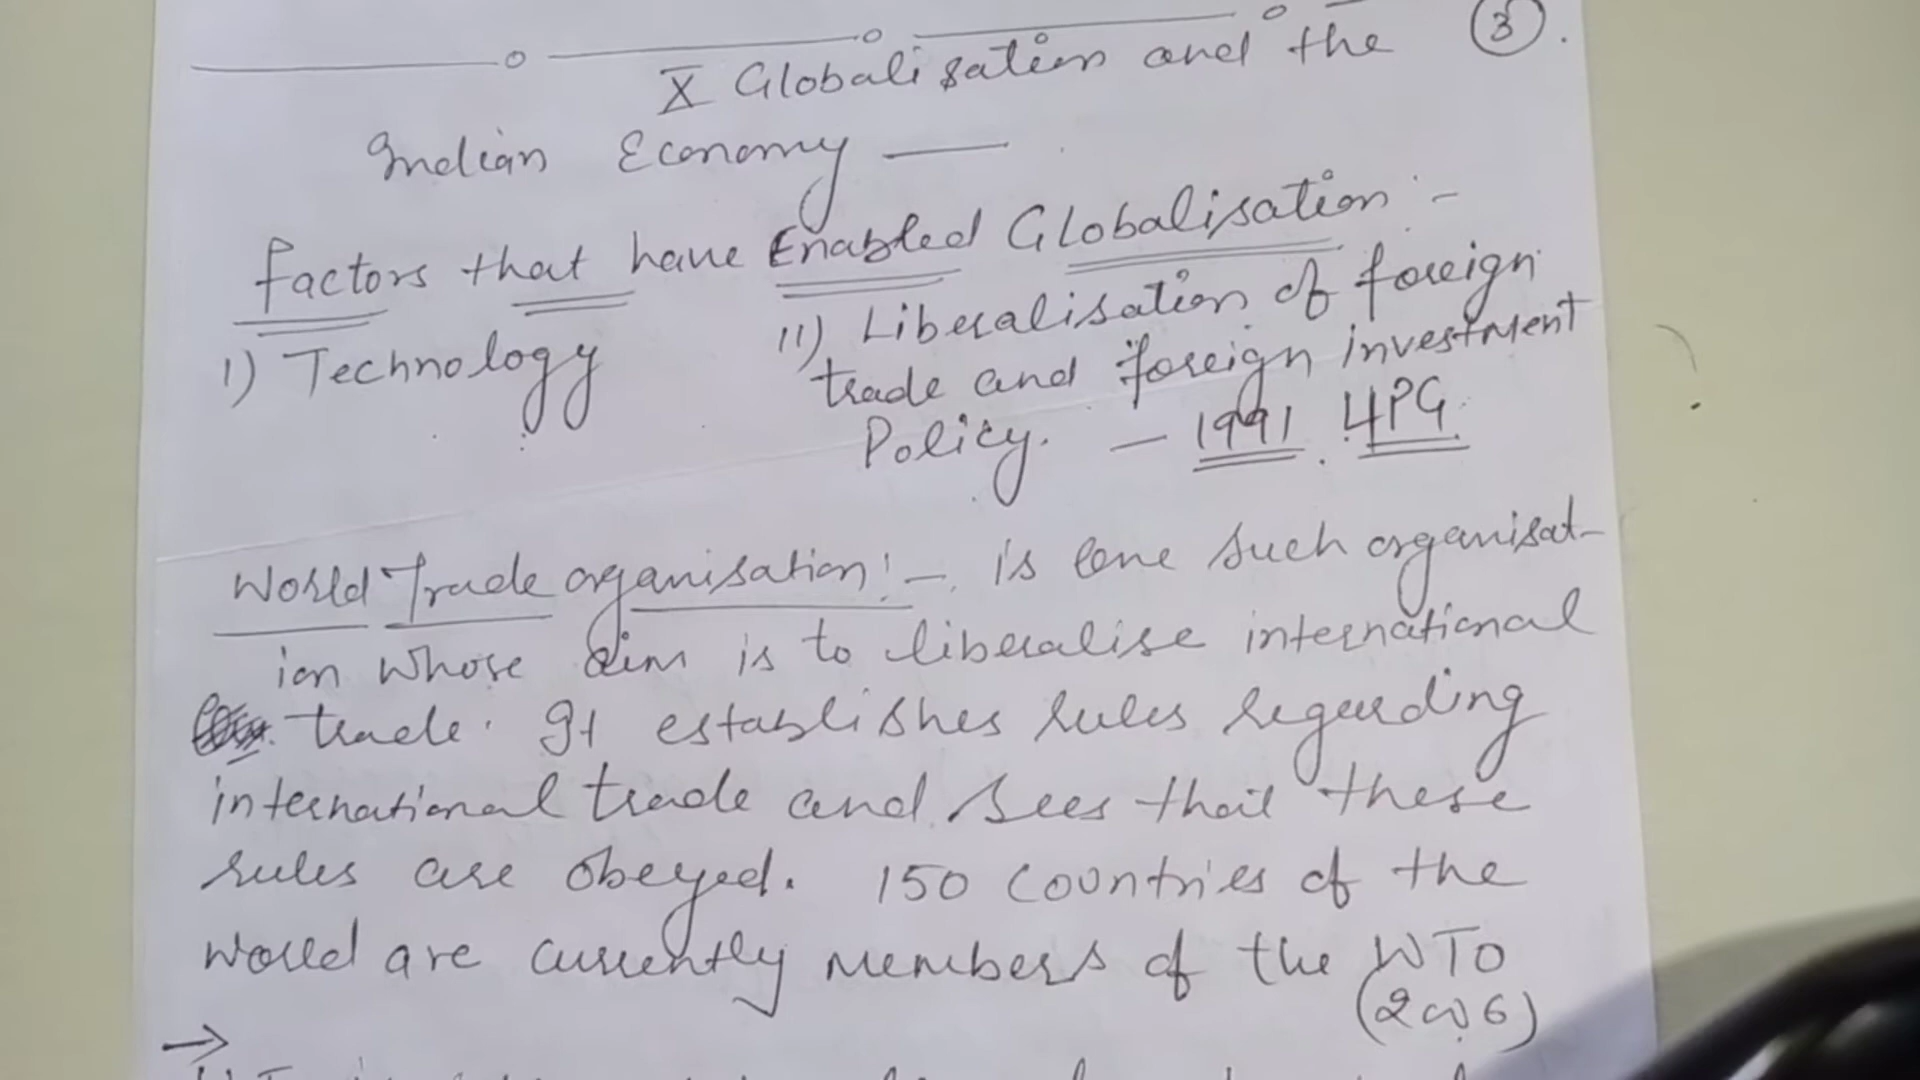 3.
X Globalisation and the
Indian Economy —
factors that have Enabled Globalisation :-
1) Technology
11) Liberalisation of foreign
trade and foreign investment
Policy. — 1991. LPG.
World Trade organisation:- is one such organisat-
ion whose aim is to liberalise international
trade. It establishes rules regarding
international trade and sees that these
rules are obeyed. 150 countries of the
world are currently members of the WTO
(2006)
→